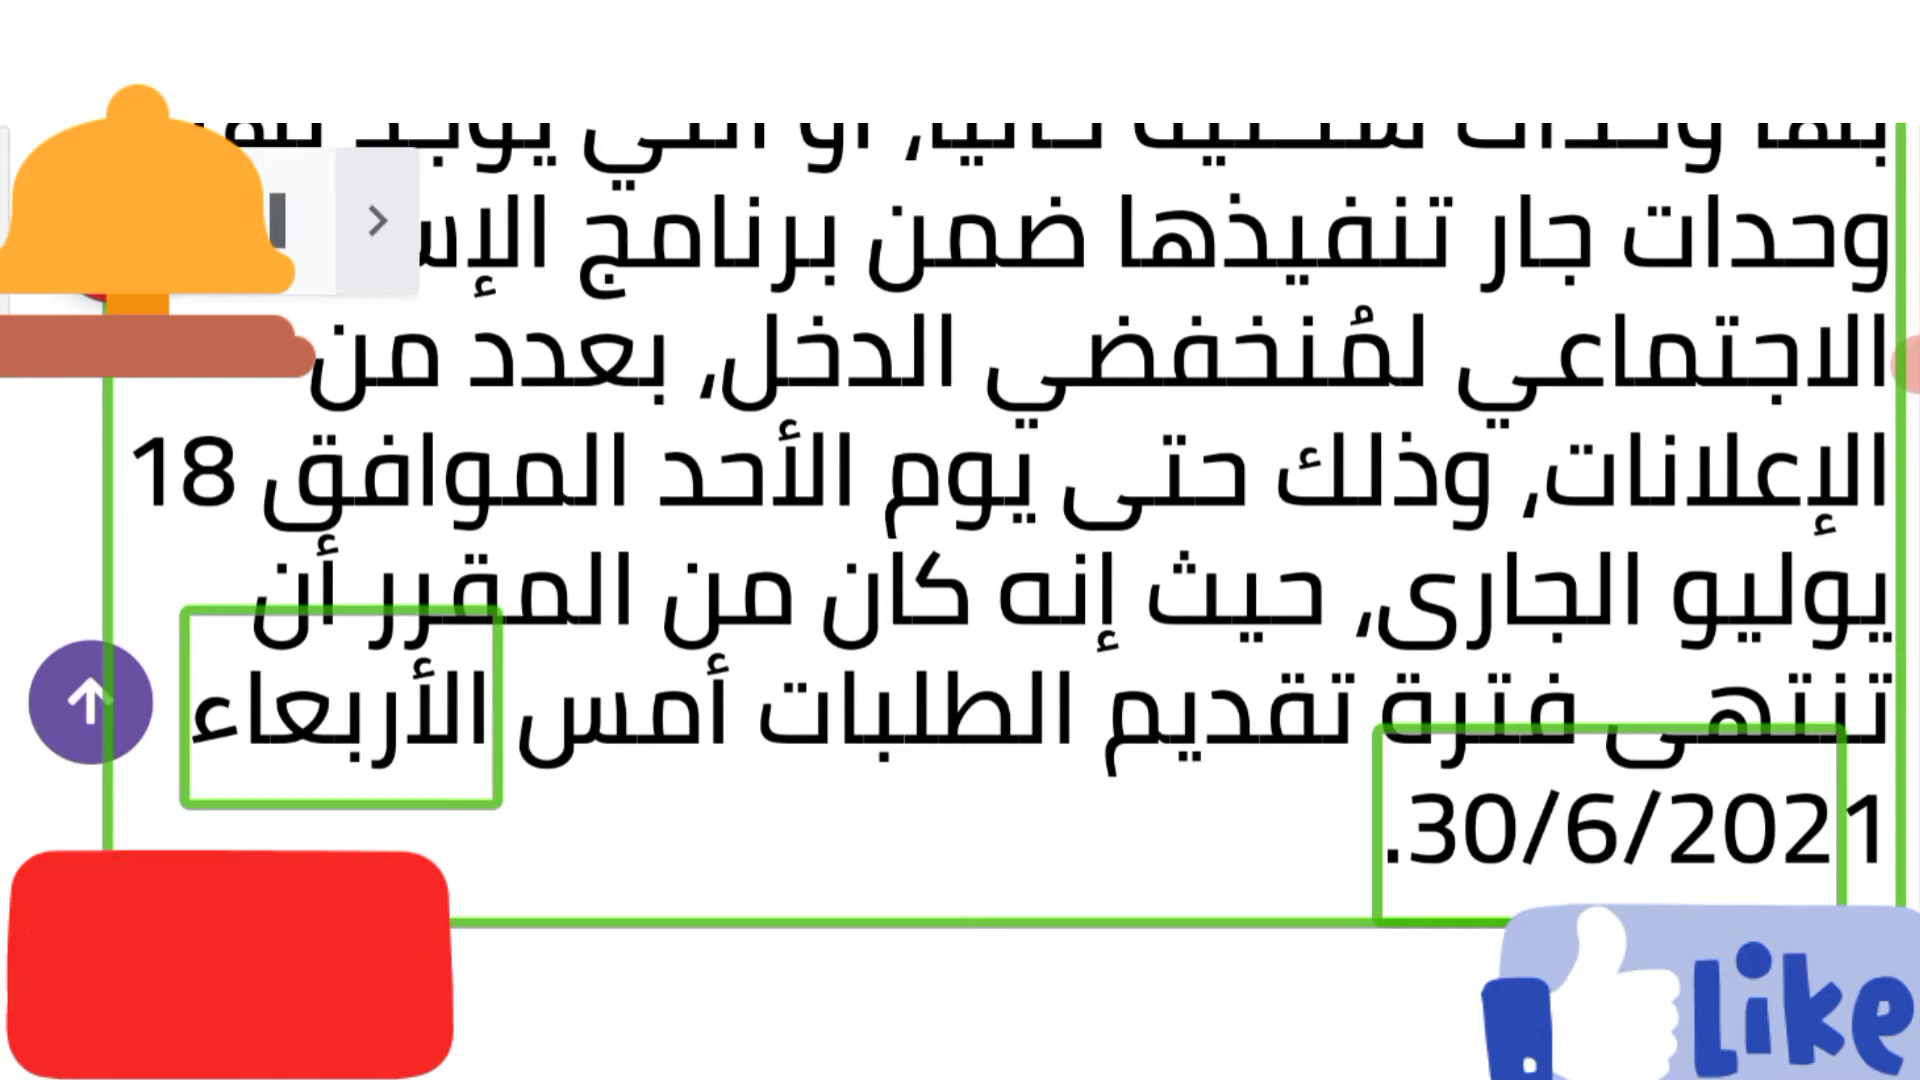 وحدات جار تنفيذها ضمن برنامج
الاجتماعي لمُنخفضي الدخل، بعدد من
الإعلانات، وذلك حتى يوم الأحد الموافق 18
يوليو الجارى، حيث إنه كان من المقرر أن
تنتهى فترة تقديم الطلبات أمس الأربعاء
30/6/2021.
Like